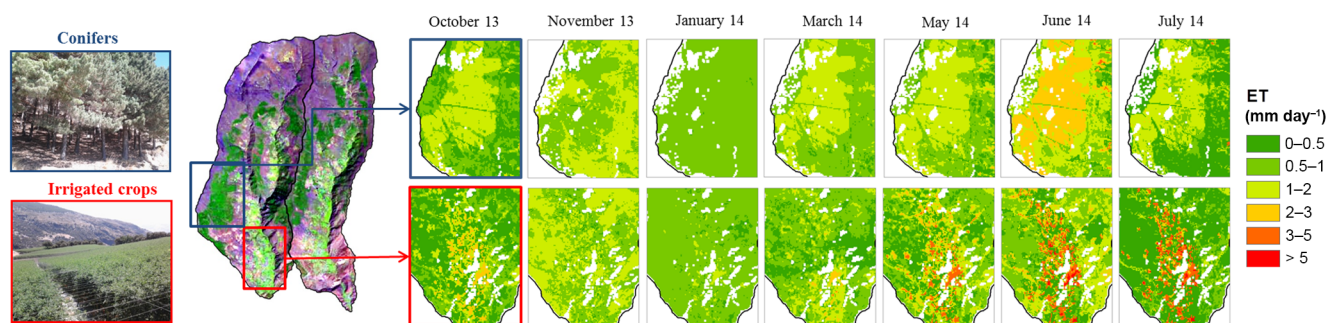 October 13
November 13
January 14
March 14
May 14
June 14
July 14
Conifers
Irrigated crops
ET
(mm day⁻¹)
0–0.5
0.5–1
1–2
2–3
3–5
> 5